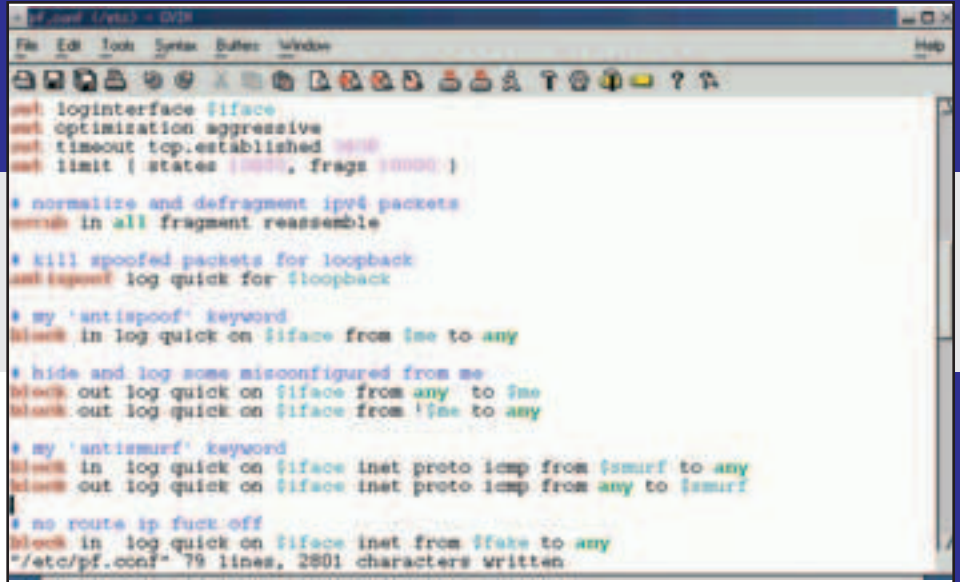 pf.conf (/etc) - GVIM
File Edit Tools Syntax Buffers Window Help
set loginterface $iface
set optimization aggressive
set timeout tcp.established
set limit { states 10000, frags 10000 }
# normalize and defragment ipv4 packets
scrub in all fragment reassemble
# kill spoofed packets for loopback
antispoof log quick for $loopback
# my 'antispoof' keyword
block in log quick on $iface from $me to any
# hide and log some misconfigured from me
block out log quick on $iface from any to $me
block out log quick on $iface from !$me to any
# my 'antismurf' keyword
block in log quick on $iface inet proto icmp from $smurf to any
block out log quick on $iface inet proto icmp from any to $smurf
# no route ip fuck off
block in log quick on $iface inet from $fake to any
"/etc/pf.conf" 79 lines, 2801 characters written